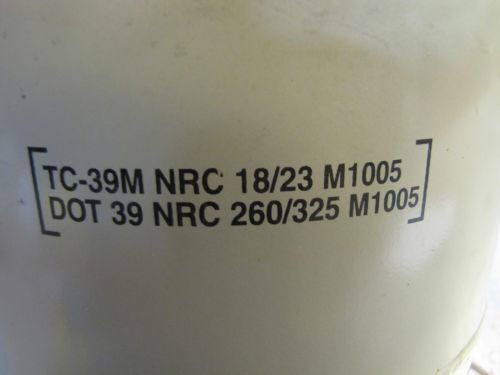 TC-39M NRC 18/23 M1005
DOT 39 NRC 260/325 M1005